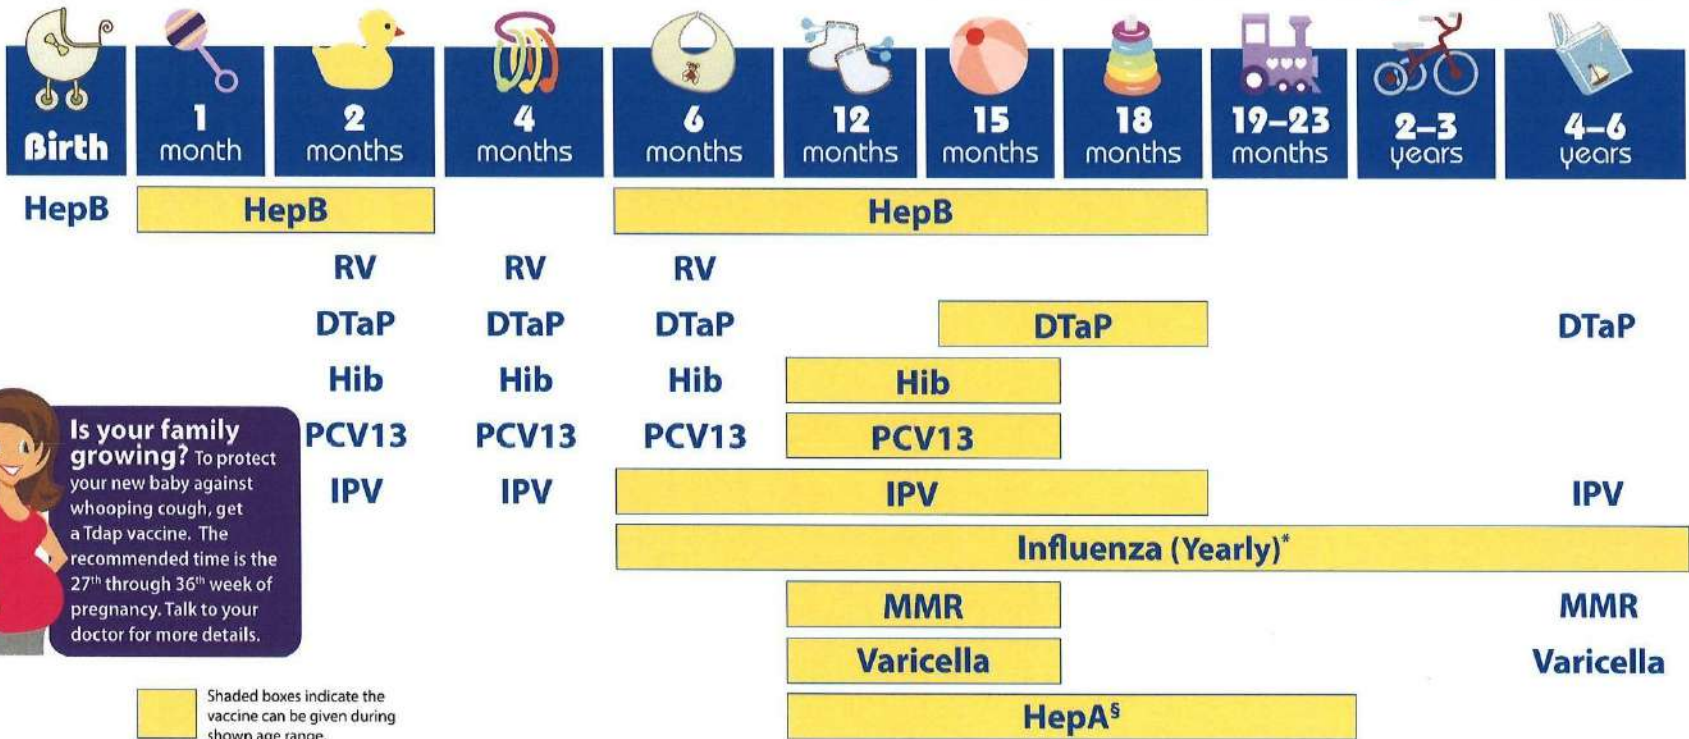 Birth
1 month
2 months
4 months
6 months
12 months
15 months
18 months
19–23 months
2–3 years
4–6 years
HepB HepB HepB
RV RV RV
DTaP DTaP DTaP DTaP DTaP
Hib Hib Hib Hib
PCV13 PCV13 PCV13 PCV13
IPV IPV IPV IPV
Influenza (Yearly)*
MMR MMR
Varicella Varicella
HepA§
Is your family
growing? To protect
your new baby against
whooping cough, get
a Tdap vaccine. The
recommended time is the
27th through 36th week of
pregnancy. Talk to your
doctor for more details.
Shaded boxes indicate the
vaccine can be given during
shown age range.